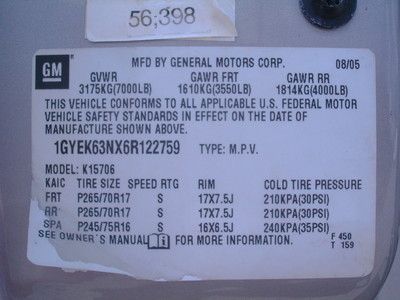 56,398
GM
MFD BY GENERAL MOTORS CORP. 08/05
GVWR GAWR FRT GAWR RR
3175KG(7000LB) 1610KG(3550LB) 1814KG(4000LB)
THIS VEHICLE CONFORMS TO ALL APPLICABLE U.S. FEDERAL MOTOR
VEHICLE SAFETY STANDARDS IN EFFECT ON THE DATE OF
MANUFACTURE SHOWN ABOVE.
1GYEK63NX6R122759 TYPE: M.P.V.
MODEL: K15706
KAIC TIRE SIZE SPEED RTG RIM COLD TIRE PRESSURE
FRT P265/70R17 S 17X7.5J 210KPA(30PSI)
RR P265/70R17 S 17X7.5J 210KPA(30PSI)
SPA P245/75R16 S 16X6.5J 240KPA(35PSI)
SEE OWNER'S MANUAL FOR MORE INFORMATION. F 450
T 159